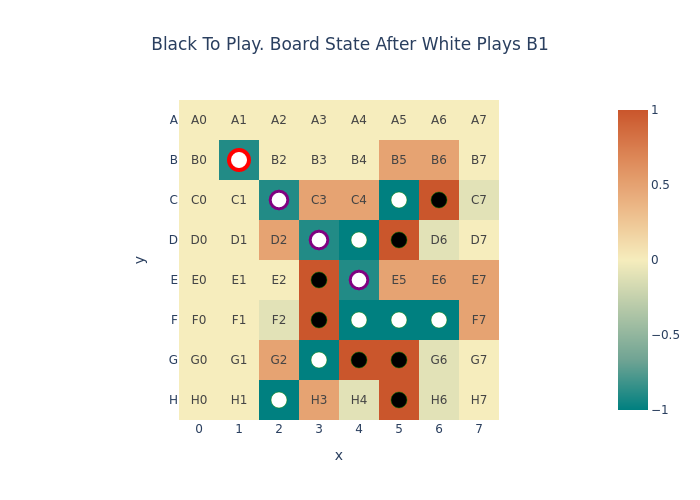 Black To Play. Board State After White Plays B1
A A0 A1 A2 A3 A4 A5 A6 A7
B B0 B2 B3 B4 B5 B6 B7
C C0 C1 C3 C4 C7
D D0 D1 D2 D6 D7
E E0 E1 E2 E5 E6 E7
F F0 F1 F2 F7
G G0 G1 G2 G6 G7
H H0 H1 H3 H4 H6 H7
0 1 2 3 4 5 6 7
x
y
1
0.5
0
−0.5
−1